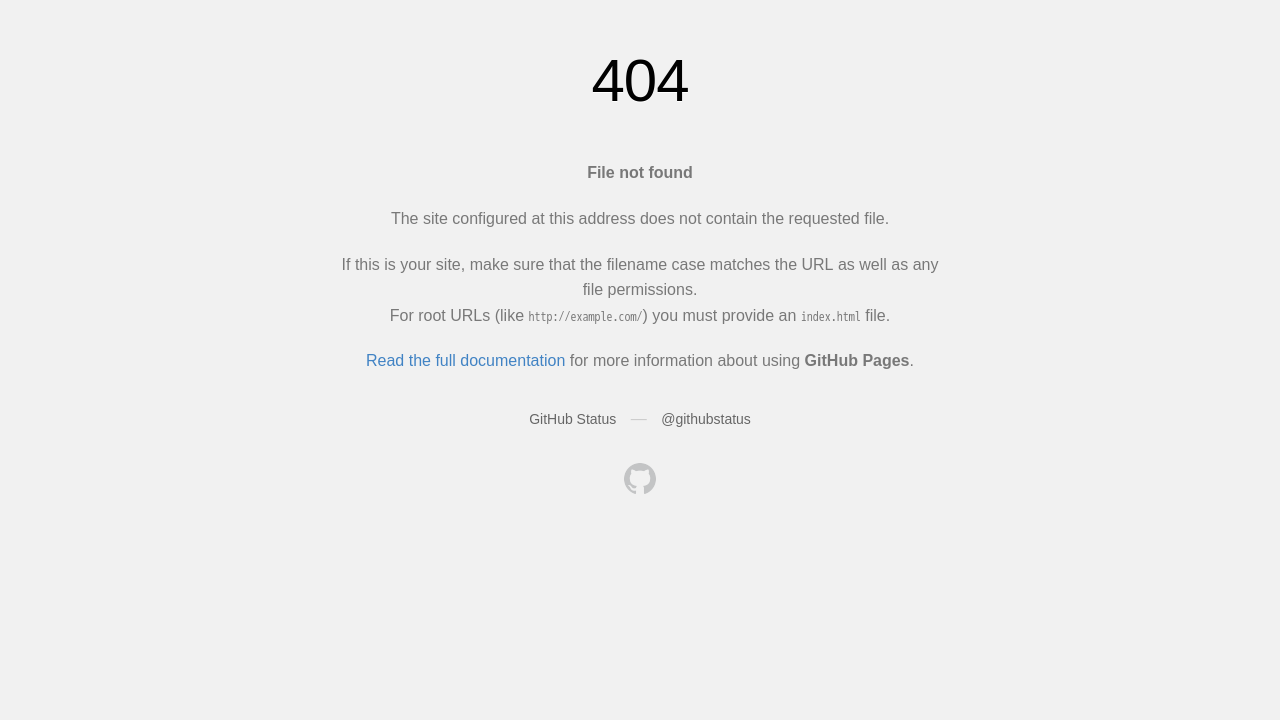 404
File not found
The site configured at this address does not contain the requested file.
If this is your site, make sure that the filename case matches the URL as well as any
file permissions.
For root URLs (like http://example.com/) you must provide an index.html file.
Read the full documentation for more information about using GitHub Pages.
GitHub Status — @githubstatus